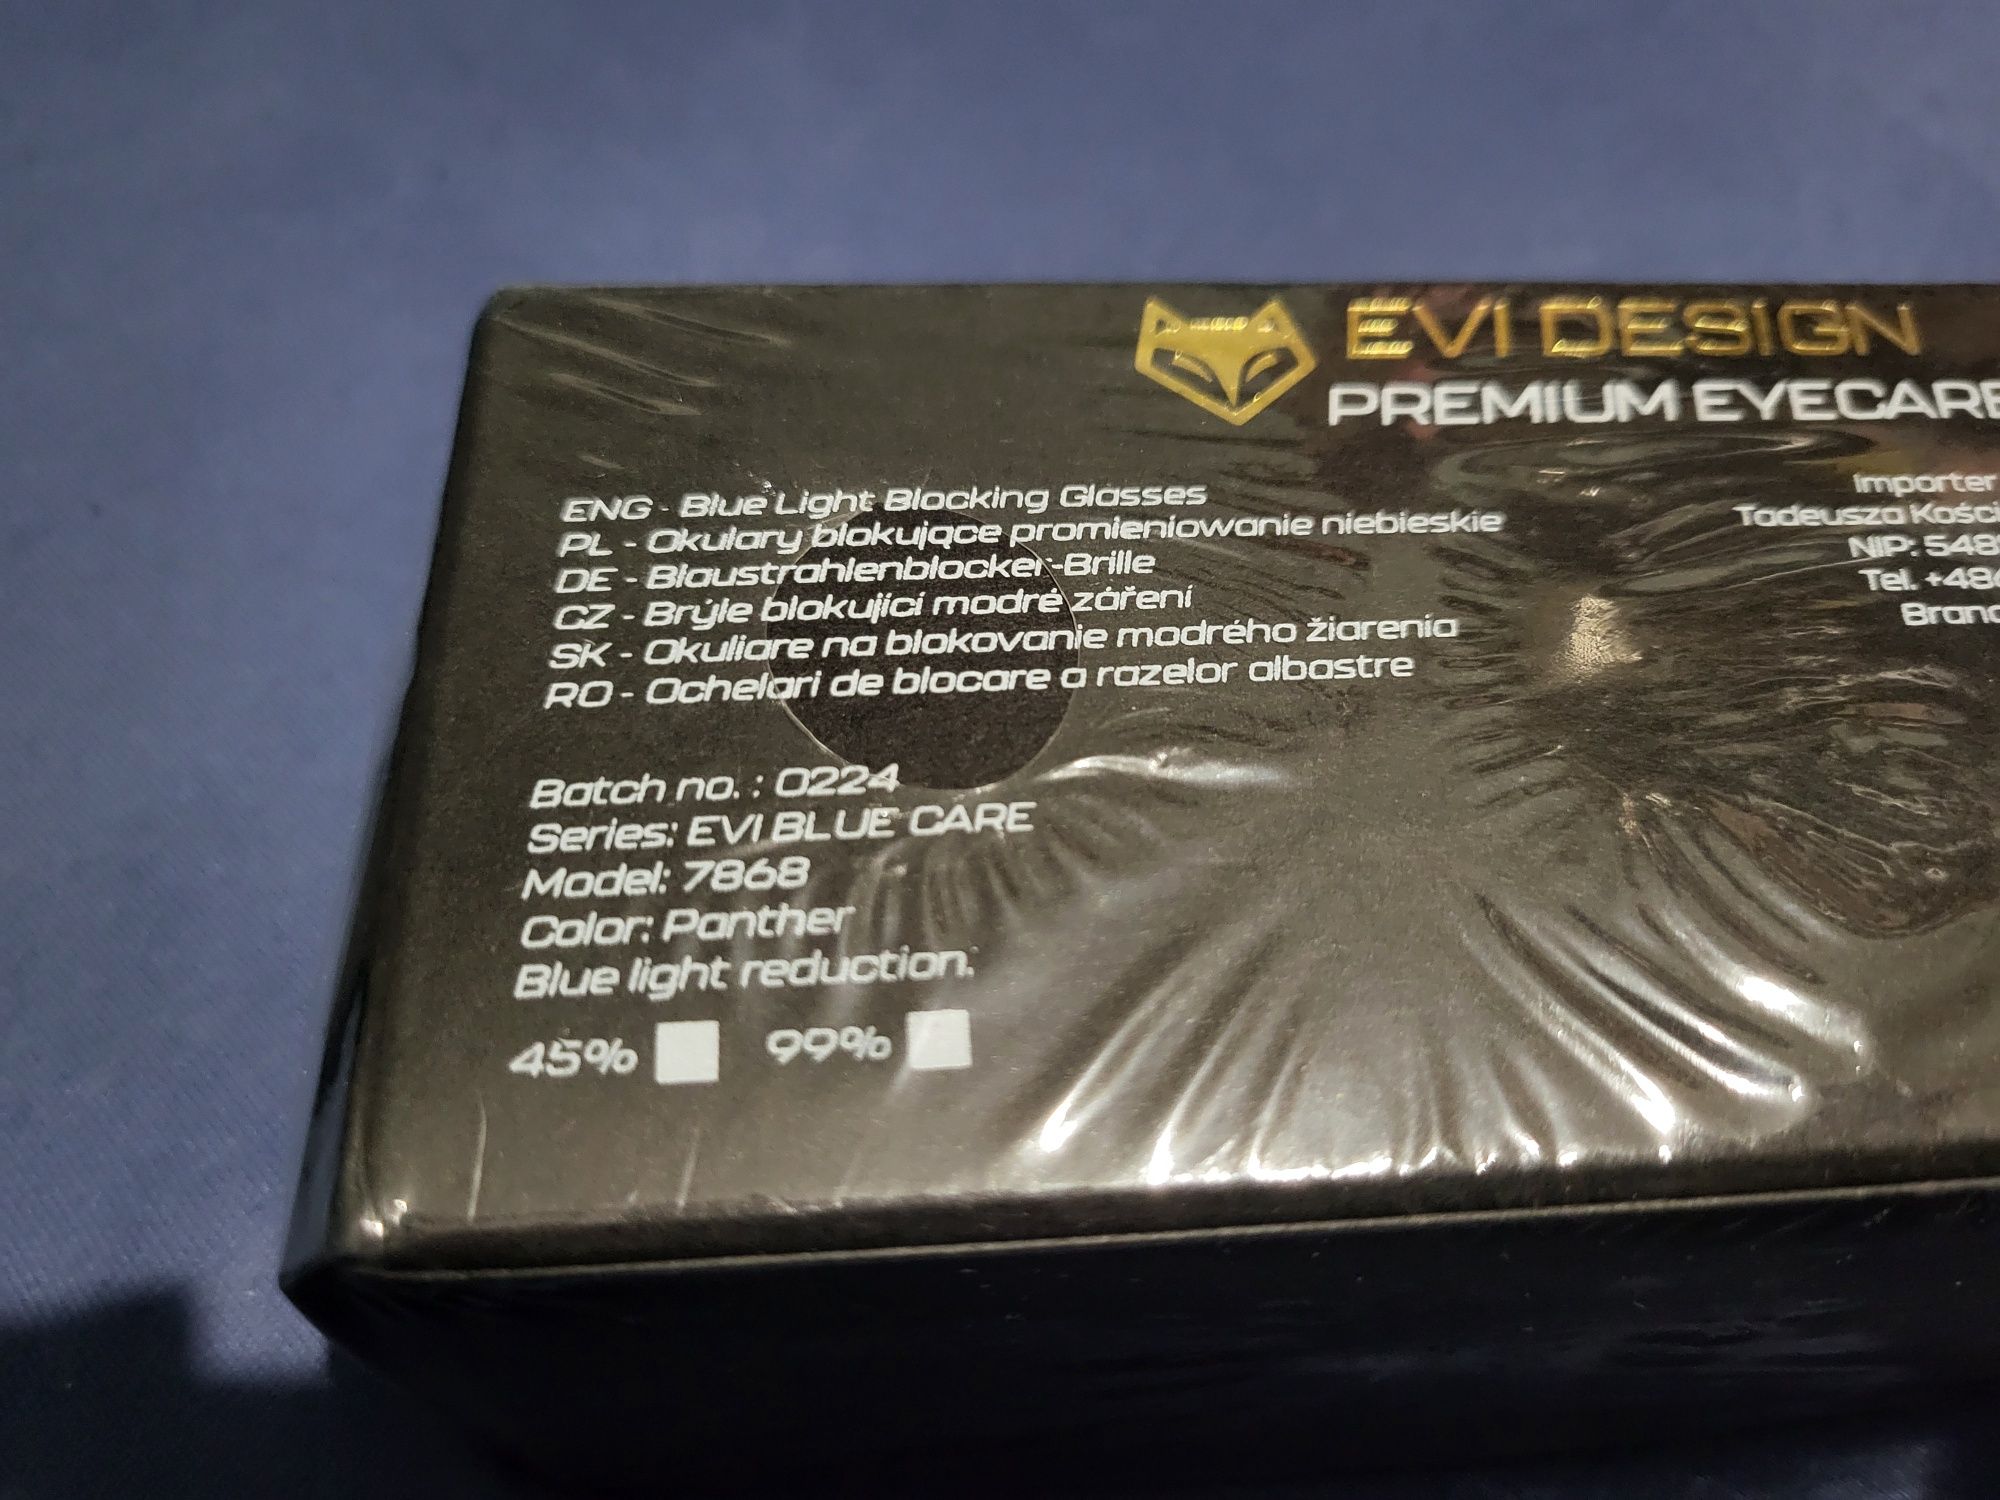 EVI DESIGN
PREMIUM EYECARE
ENG - Blue Light Blocking Glasses
PL - Okulary blokujące promieniowanie niebieskie
DE - Blaustrahlenblocker-Brille
CZ - Brýle blokující modré záření
SK - Okuliare na blokovanie modrého žiarenia
RO - Ochelari de blocare a razelor albastre
Importer
Tadeusza
NIP:
Tel.
Batch no. : 0224
Series: EVI BLUE CARE
Model: 7868
Color: Panther
Blue light reduction:
45% 99%